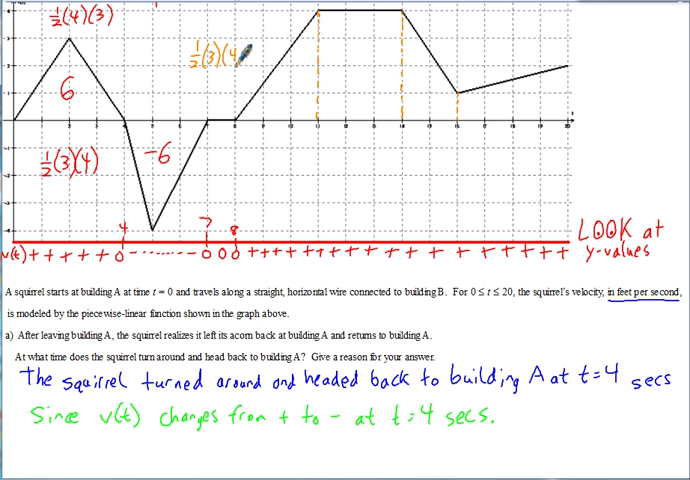 ½(4)(3)
½(3)(4
6
-6
½(3)(4)
4
7
8
v(t) + + + + + + 0 - - - - - - - - - 0 0 0 + + + + + + + + + + + + + + + + + + + + + +
LOOK at
y-values
A squirrel starts at building A at time t = 0 and travels along a straight, horizontal wire connected to building B. For 0 ≤ t ≤ 20, the squirrel's velocity, in feet per second,
is modeled by the piecewise-linear function shown in the graph above.
a) After leaving building A, the squirrel realizes it left its acorn back at building A and returns to building A.
At what time does the squirrel turn around and head back to building A? Give a reason for your answer.
The squirrel turned around and headed back to building A at t=4 secs
Since v(t) changes from + to - at t=4 secs.